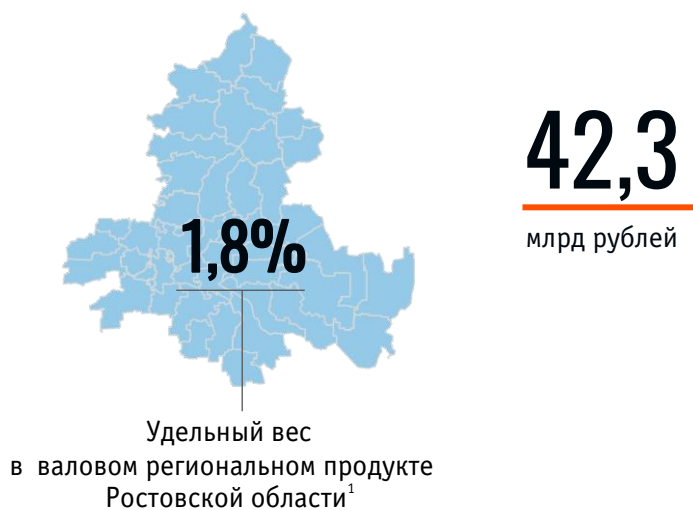 42,3
млрд рублей
1,8%
Удельный вес
в валовом региональном продукте
Ростовской области¹